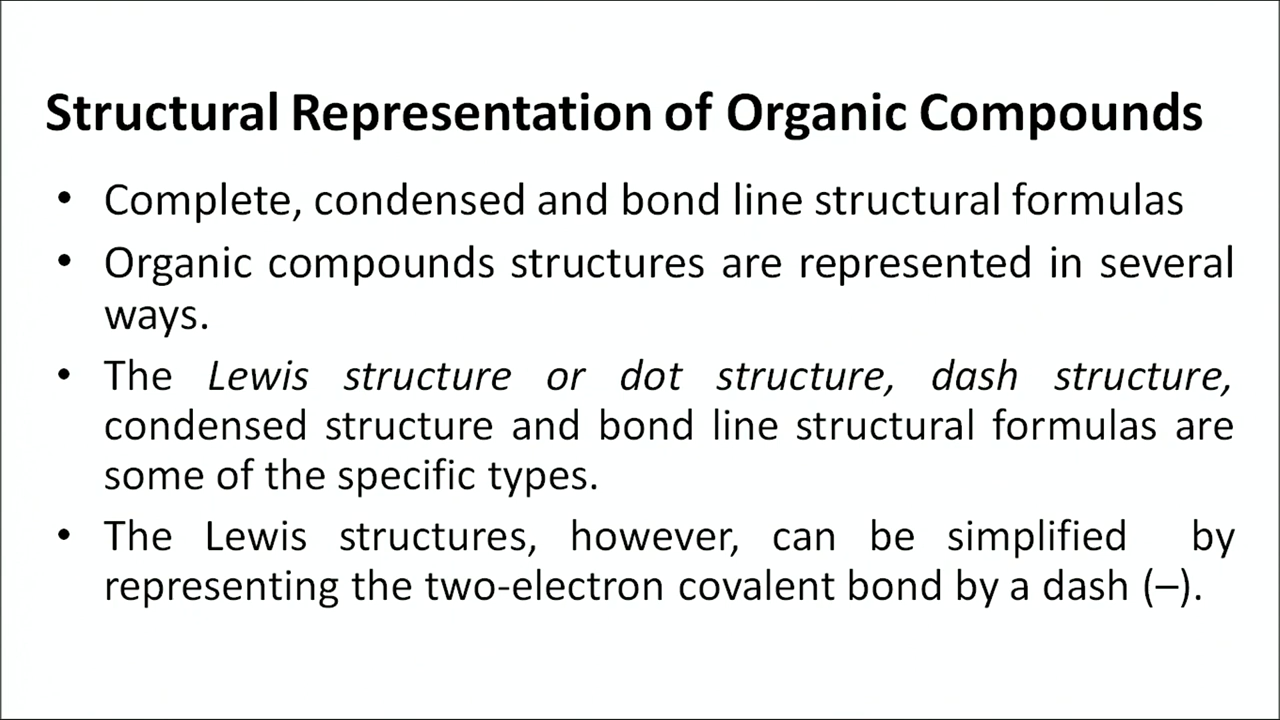 Structural Representation of Organic Compounds
• Complete, condensed and bond line structural formulas
• Organic compounds structures are represented in several
ways.
• The Lewis structure or dot structure, dash structure,
condensed structure and bond line structural formulas are
some of the specific types.
• The Lewis structures, however, can be simplified by
representing the two-electron covalent bond by a dash (–).